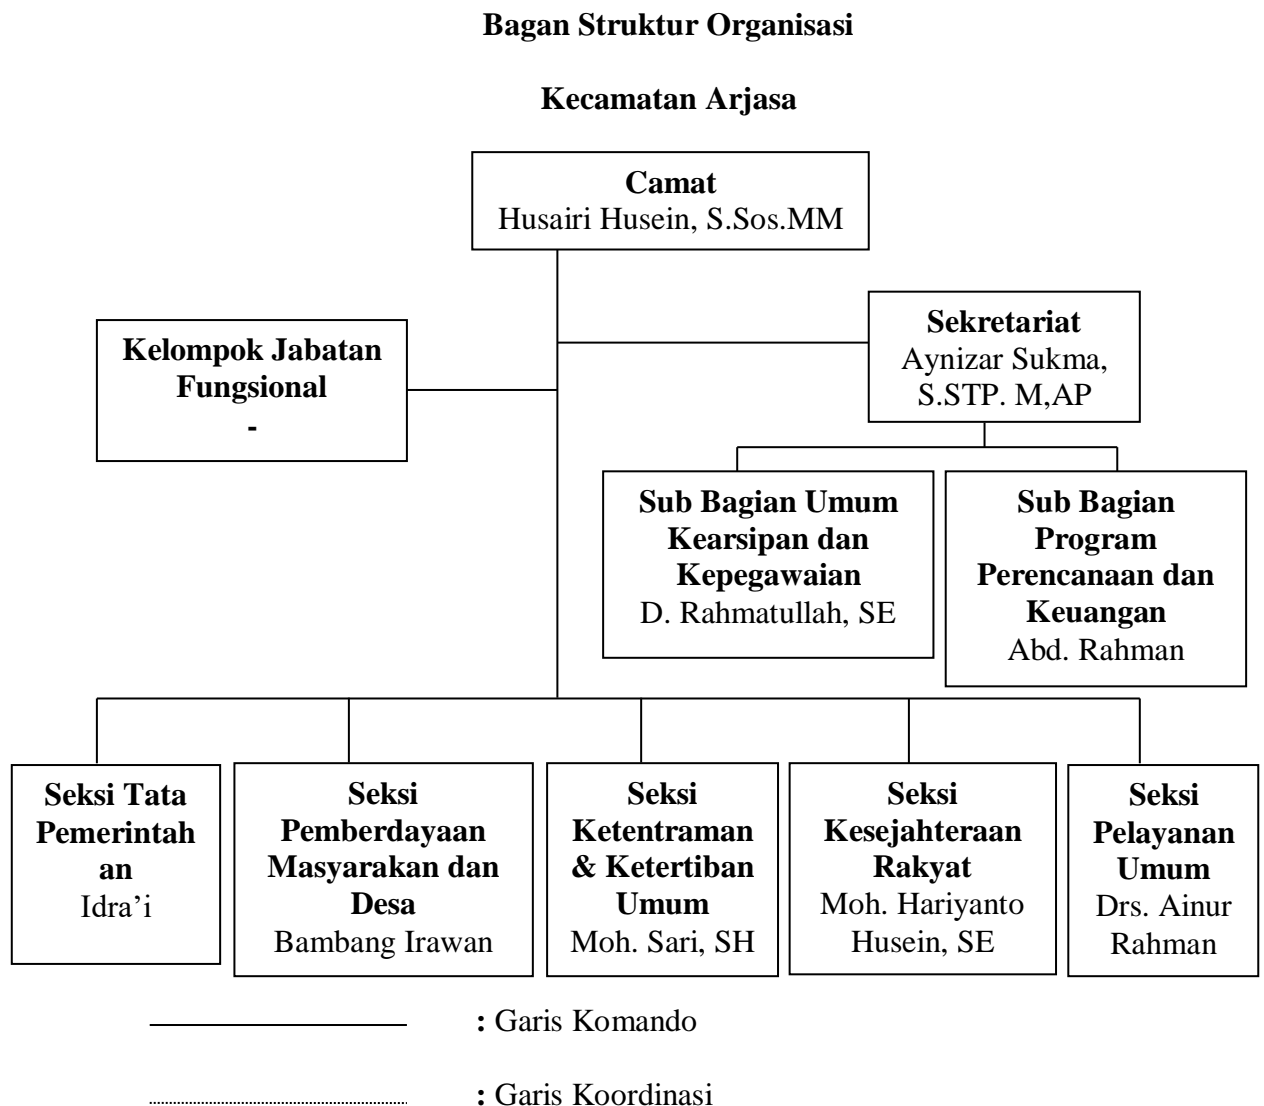 Bagan Struktur Organisasi
Kecamatan Arjasa
Camat
Husairi Husein, S.Sos.MM
Kelompok Jabatan
Fungsional
-
Sekretariat
Aynizar Sukma,
S.STP. M,AP
Sub Bagian Umum
Kearsipan dan
Kepegawaian
D. Rahmatullah, SE
Sub Bagian
Program
Perencanaan dan
Keuangan
Abd. Rahman
Seksi Tata
Pemerintah
an
Idra’i
Seksi
Pemberdayaan
Masyarakan dan
Desa
Bambang Irawan
Seksi
Ketentraman
& Ketertiban
Umum
Moh. Sari, SH
Seksi
Kesejahteraan
Rakyat
Moh. Hariyanto
Husein, SE
Seksi
Pelayanan
Umum
Drs. Ainur
Rahman
: Garis Komando
: Garis Koordinasi